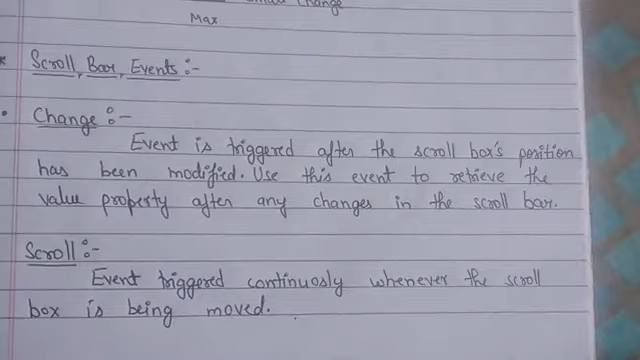 Change
Max
* Scroll Bar Events :-
• Change :-
Event is triggered after the scroll box's position
has been modified. Use this event to retrieve the
value property after any changes in the scroll bar.
Scroll :-
Event triggered continuosly whenever the scroll
box is being moved.